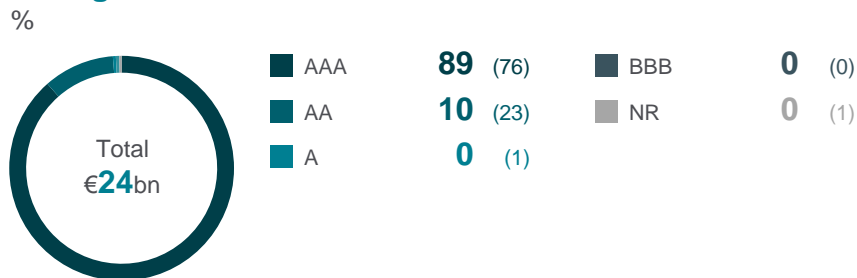 %
AAA 89 (76)
AA 10 (23)
A 0 (1)
BBB 0 (0)
NR 0 (1)
Total
€24bn